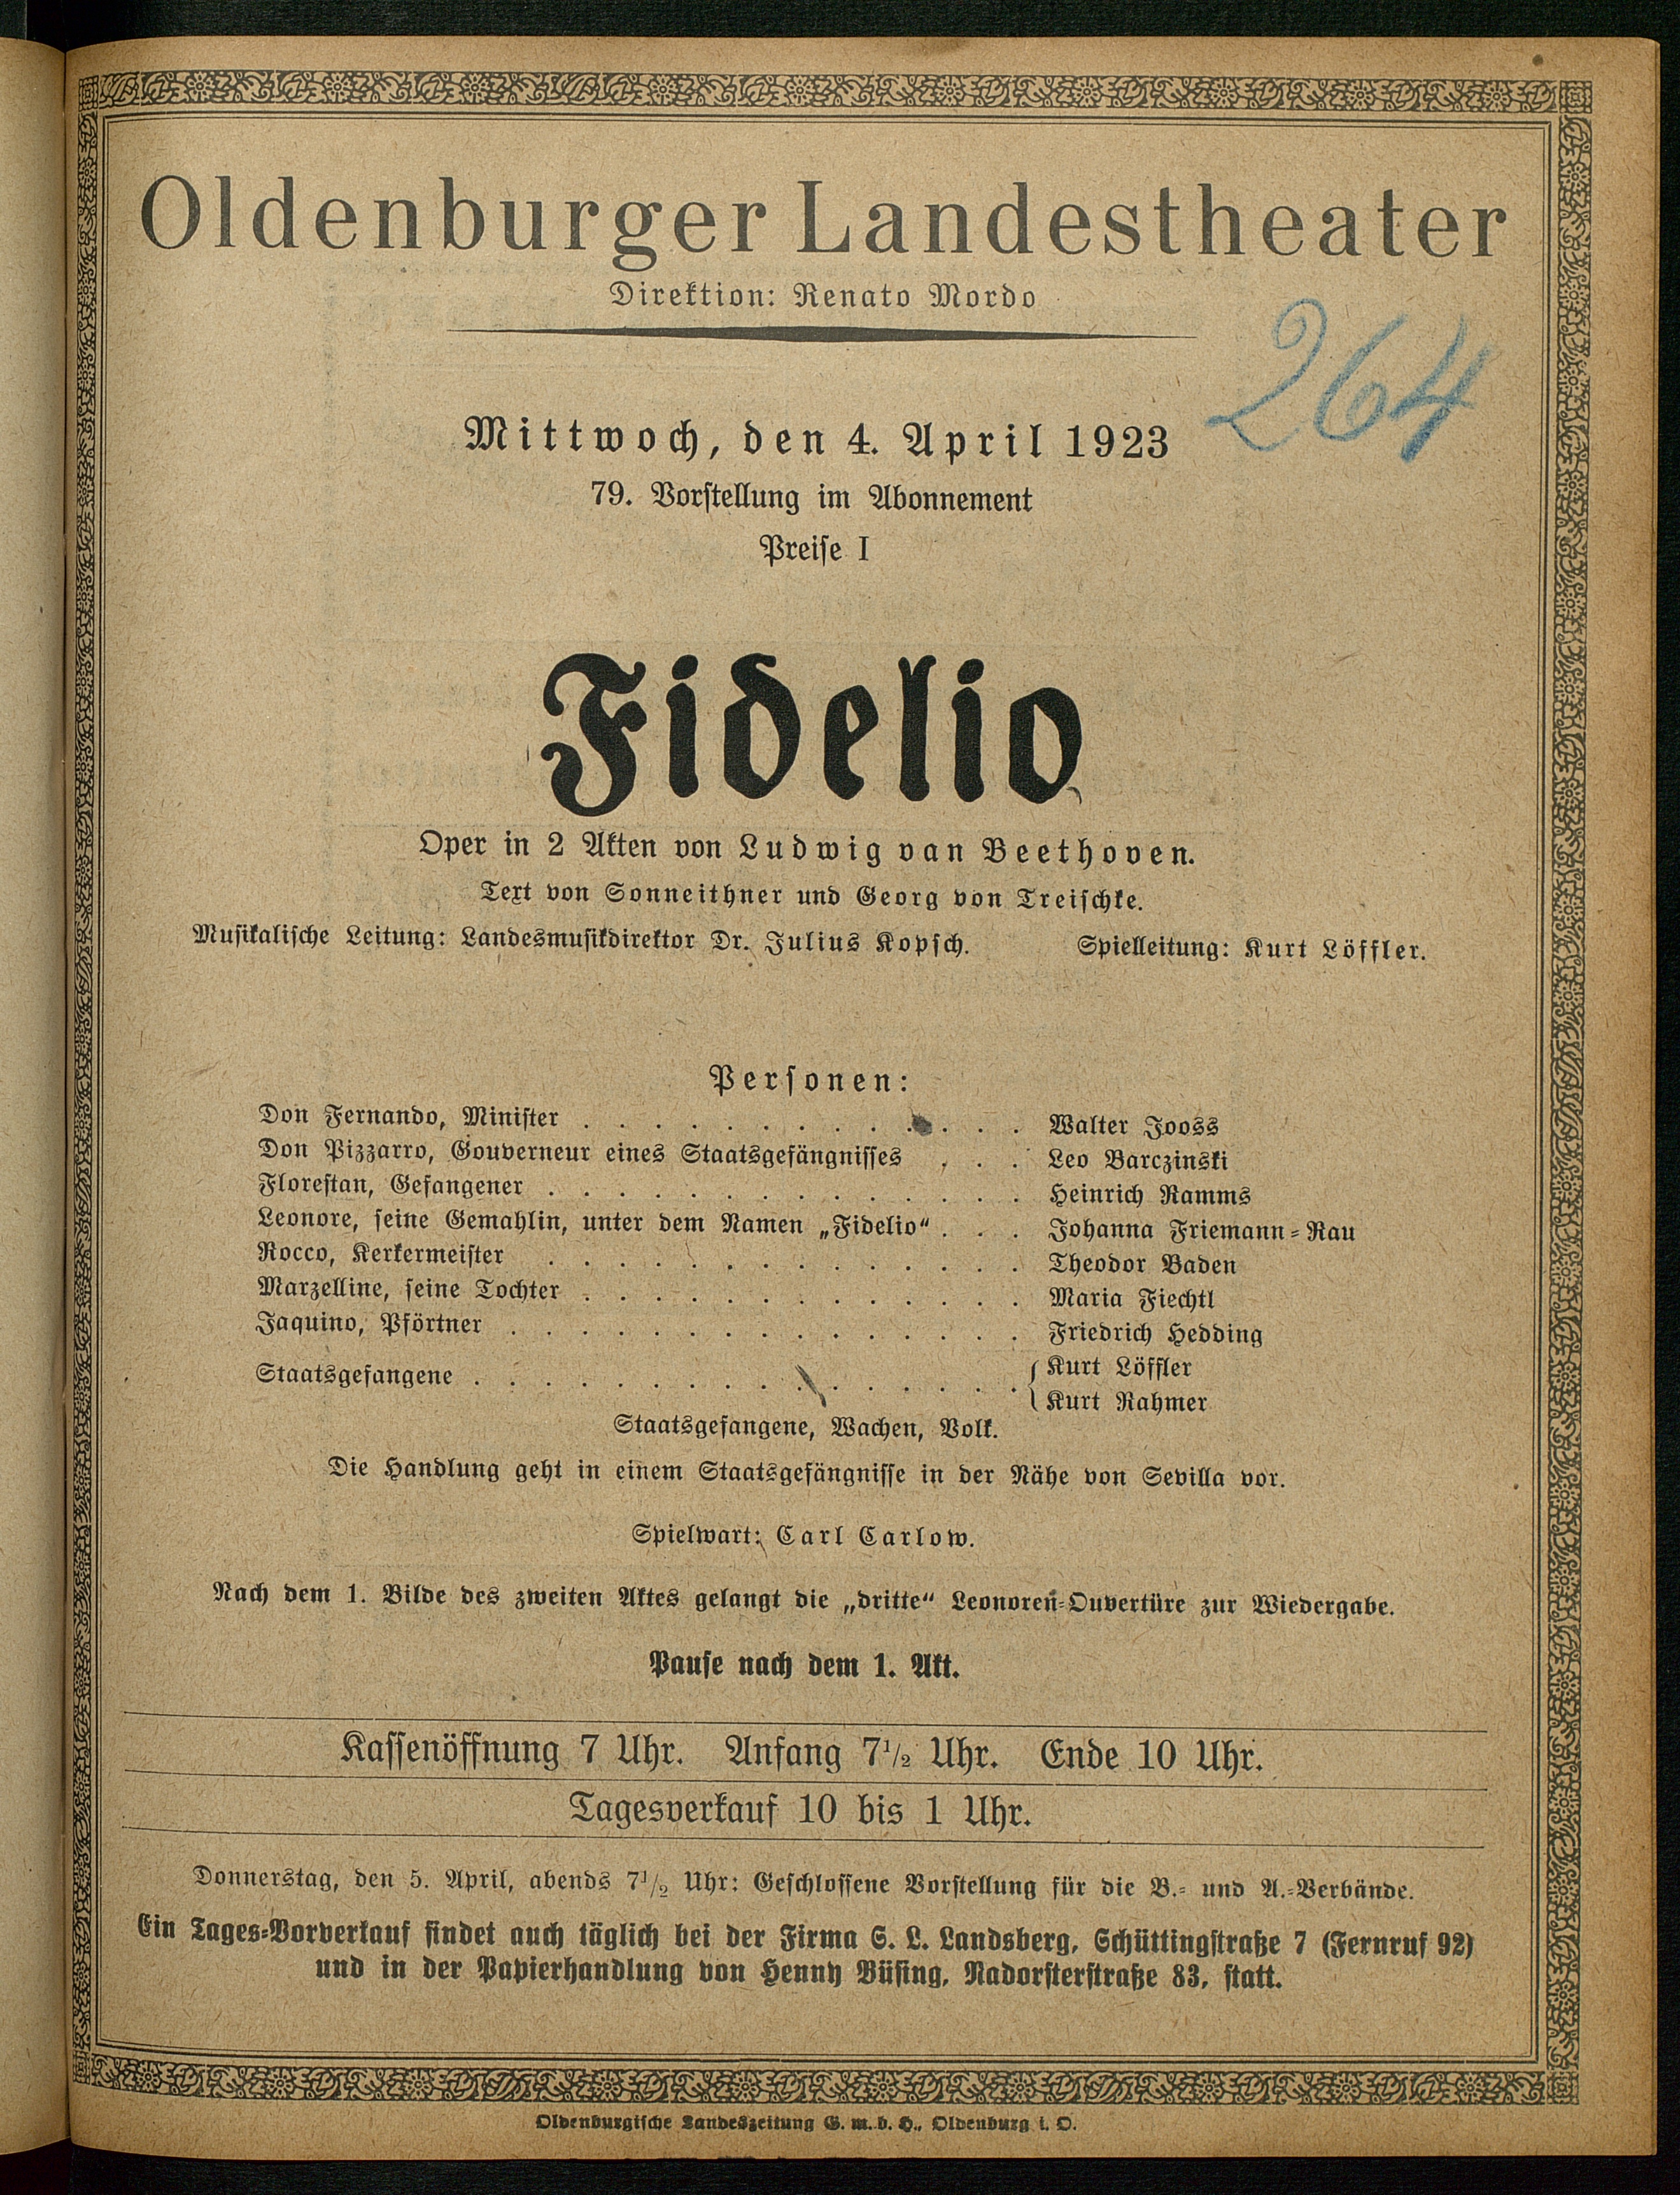 Oldenburger Landestheater
Direktion: Renato Mordo
264
Mittwoch, den 4. April 1923
79. Vorstellung im Abonnement
Preise I
Fidelio
Oper in 2 Akten von Ludwig van Beethoven.
Text von Sonneithner und Georg von Treischke.
Musikalische Leitung: Landesmusikdirektor Dr. Julius Kopsch. Spielleitung: Kurt Löffler.
Personen:
Don Fernando, Minister . . . . . . . . . . . . . Walter Jooss
Don Pizzarro, Gouverneur eines Staatsgefängnisses . . . Leo Barczinski
Florestan, Gefangener . . . . . . . . . . . . . . Heinrich Ramms
Leonore, seine Gemahlin, unter dem Namen „Fidelio“ . . . Johanna Friemann-Rau
Rocco, Kerkermeister . . . . . . . . . . . . . . Theodor Baden
Marzelline, seine Tochter . . . . . . . . . . . . . Maria Fiechtl
Jaquino, Pförtner . . . . . . . . . . . . . . . Friedrich Hedding
Staatsgefangene . . . . . . . . . . . . . . . . { Kurt Löffler
Kurt Rahmer
Staatsgefangene, Wachen, Volk.
Die Handlung geht in einem Staatsgefängnisse in der Nähe von Sevilla vor.
Spielwart: Carl Carlow.
Nach dem 1. Bilde des zweiten Aktes gelangt die „dritte“ Leonoren-Ouvertüre zur Wiedergabe.
Pause nach dem 1. Akt.
Kassenöffnung 7 Uhr. Anfang 7½ Uhr. Ende 10 Uhr.
Tagesverkauf 10 bis 1 Uhr.
Donnerstag, den 5. April, abends 7½ Uhr: Geschlossene Vorstellung für die B.- und A.-Verbände.
Ein Tages-Vorverkauf findet auch täglich bei der Firma S. L. Landsberg, Schüttingstraße 7 (Fernruf 92)
und in der Papierhandlung von Henny Büsing, Nadorsterstraße 83, statt.
Oldenburgische Landeszeitung G. m. b. H., Oldenburg i. O.